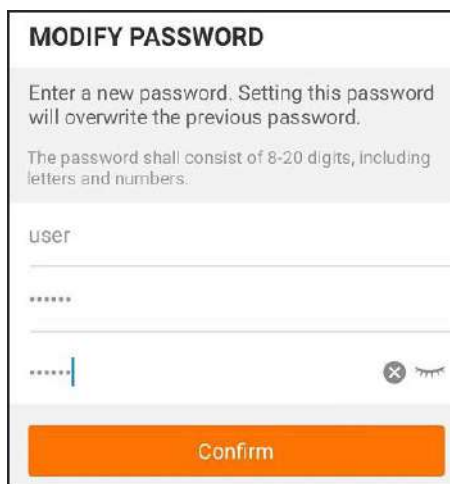 MODIFY PASSWORD
Enter a new password. Setting this password
will overwrite the previous password.
The password shall consist of 8-20 digits, including
letters and numbers.
user
••••••
••••••
Confirm